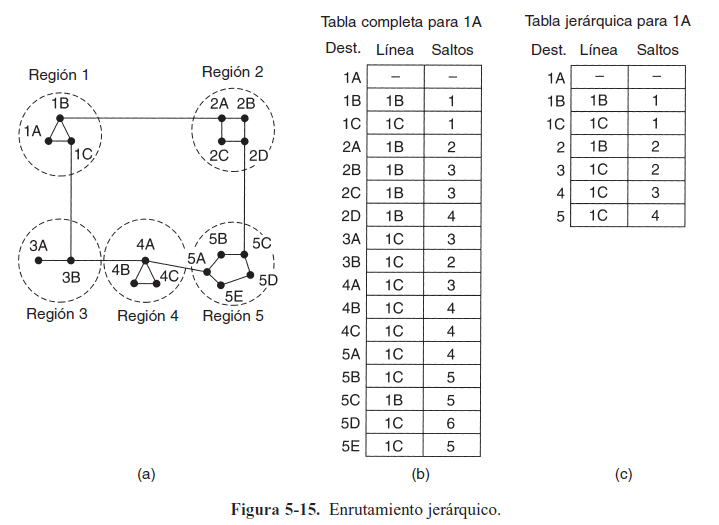 Región 1
1B
1A
1C
Región 2
2A 2B
2C 2D
3A
3B
Región 3
4A
4B
4C
Región 4
5B
5C
5A
5D
5E
Región 5
(a)
Tabla completa para 1A
Dest. Línea Saltos
1A – –
1B 1B 1
1C 1C 1
2A 1B 2
2B 1B 3
2C 1B 3
2D 1B 4
3A 1C 3
3B 1C 2
4A 1C 3
4B 1C 4
4C 1C 4
5A 1C 4
5B 1C 5
5C 1B 5
5D 1C 6
5E 1C 5
(b)
Tabla jerárquica para 1A
Dest. Línea Saltos
1A – –
1B 1B 1
1C 1C 1
2 1B 2
3 1C 2
4 1C 3
5 1C 4
(c)
Figura 5-15. Enrutamiento jerárquico.